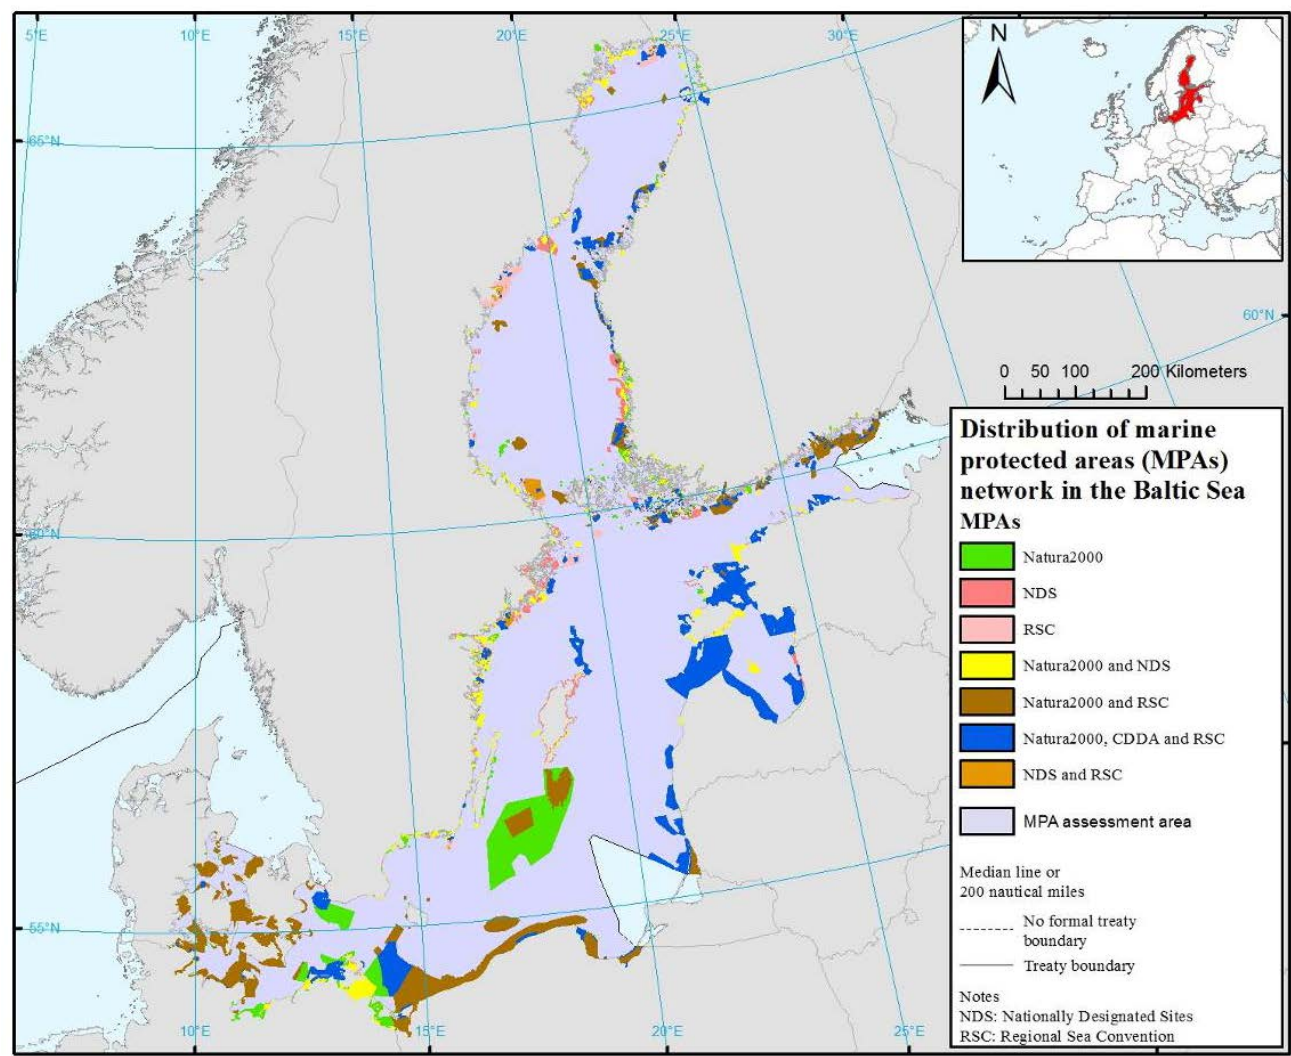 5°E 10°E 15°E 20°E 25°E 30°E
N
65°N
60°N
0 50 100 200 Kilometers
Distribution of marine
protected areas (MPAs)
network in the Baltic Sea
MPAs
Natura2000
NDS
RSC
60°N
Natura2000 and NDS
Natura2000 and RSC
Natura2000, CDDA and RSC
NDS and RSC
MPA assessment area
Median line or
200 nautical miles
55°N
No formal treaty
boundary
Treaty boundary
Notes
NDS: Nationally Designated Sites
RSC: Regional Sea Convention
10°E 15°E 20°E 25°E